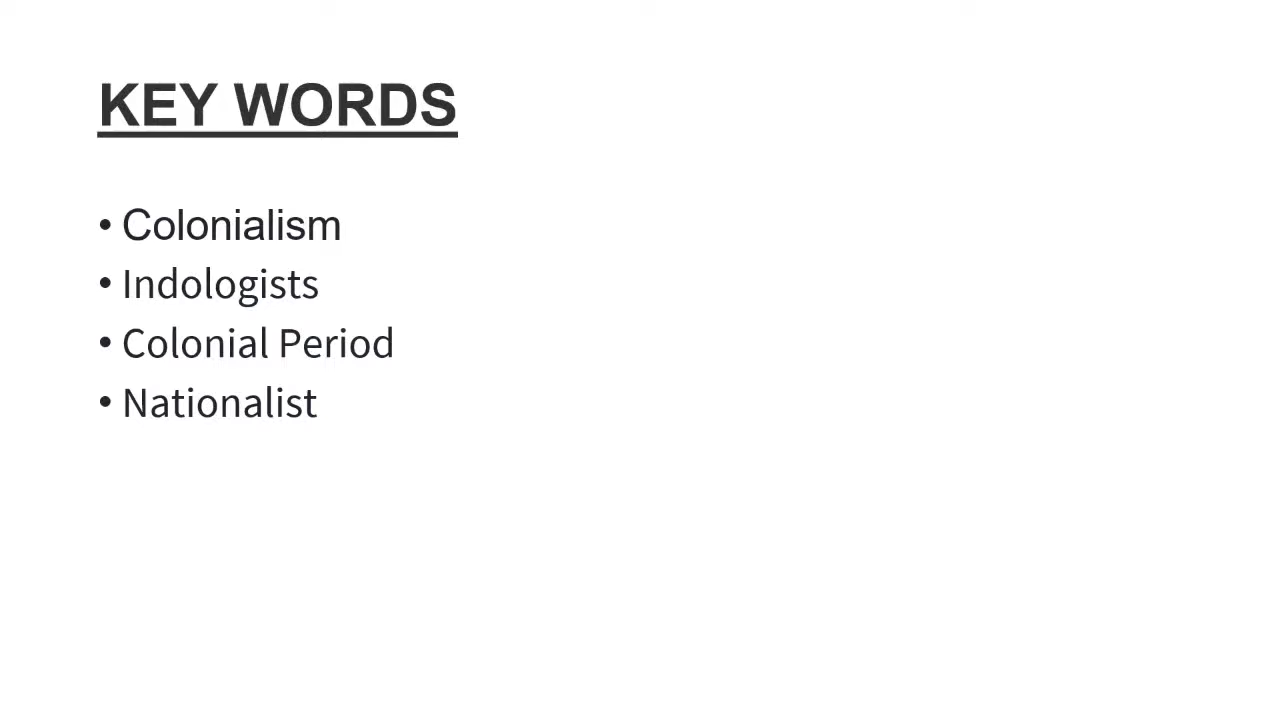 KEY WORDS
• Colonialism
• Indologists
• Colonial Period
• Nationalist